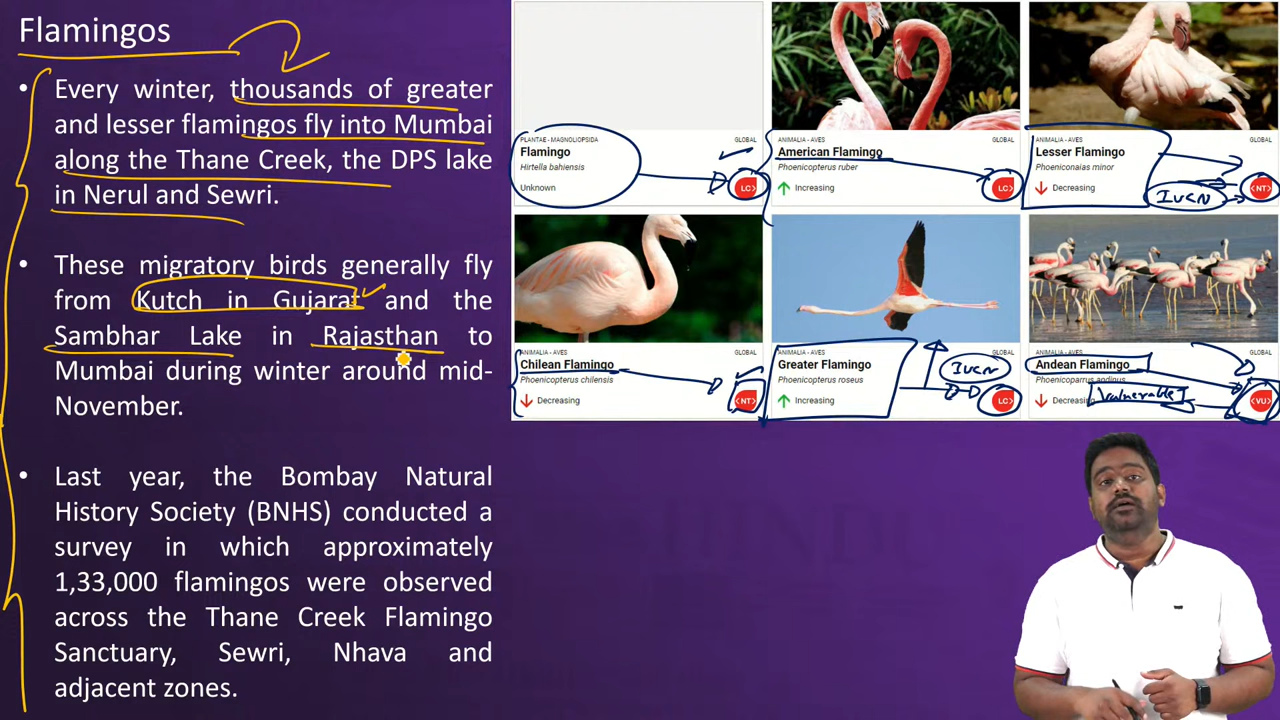 Flamingos
• Every winter, thousands of greater
and lesser flamingos fly into Mumbai
along the Thane Creek, the DPS lake
in Nerul and Sewri.
• These migratory birds generally fly
from Kutch in Gujarat and the
Sambhar Lake in Rajasthan to
Mumbai during winter around mid-
November.
• Last year, the Bombay Natural
History Society (BNHS) conducted a
survey in which approximately
1,33,000 flamingos were observed
across the Thane Creek Flamingo
Sanctuary, Sewri, Nhava and
adjacent zones.
PLANTAE - MAGNOLIOPSIDA GLOBAL
Flamingo
Hirtella bahiensis
Unknown LC
ANIMALIA - AVES GLOBAL
American Flamingo
Phoenicopterus ruber
Increasing LC
ANIMALIA - AVES GLOBAL
Lesser Flamingo
Phoeniconaias minor
Decreasing IUCN NT
ANIMALIA - AVES GLOBAL
Chilean Flamingo
Phoenicopterus chilensis
Decreasing NT
ANIMALIA - AVES GLOBAL
Greater Flamingo IUCN
Phoenicopterus roseus
Increasing LC
ANIMALIA - AVES GLOBAL
Andean Flamingo
Phoenicoparrus andinus
Decreasing Vulnerable VU